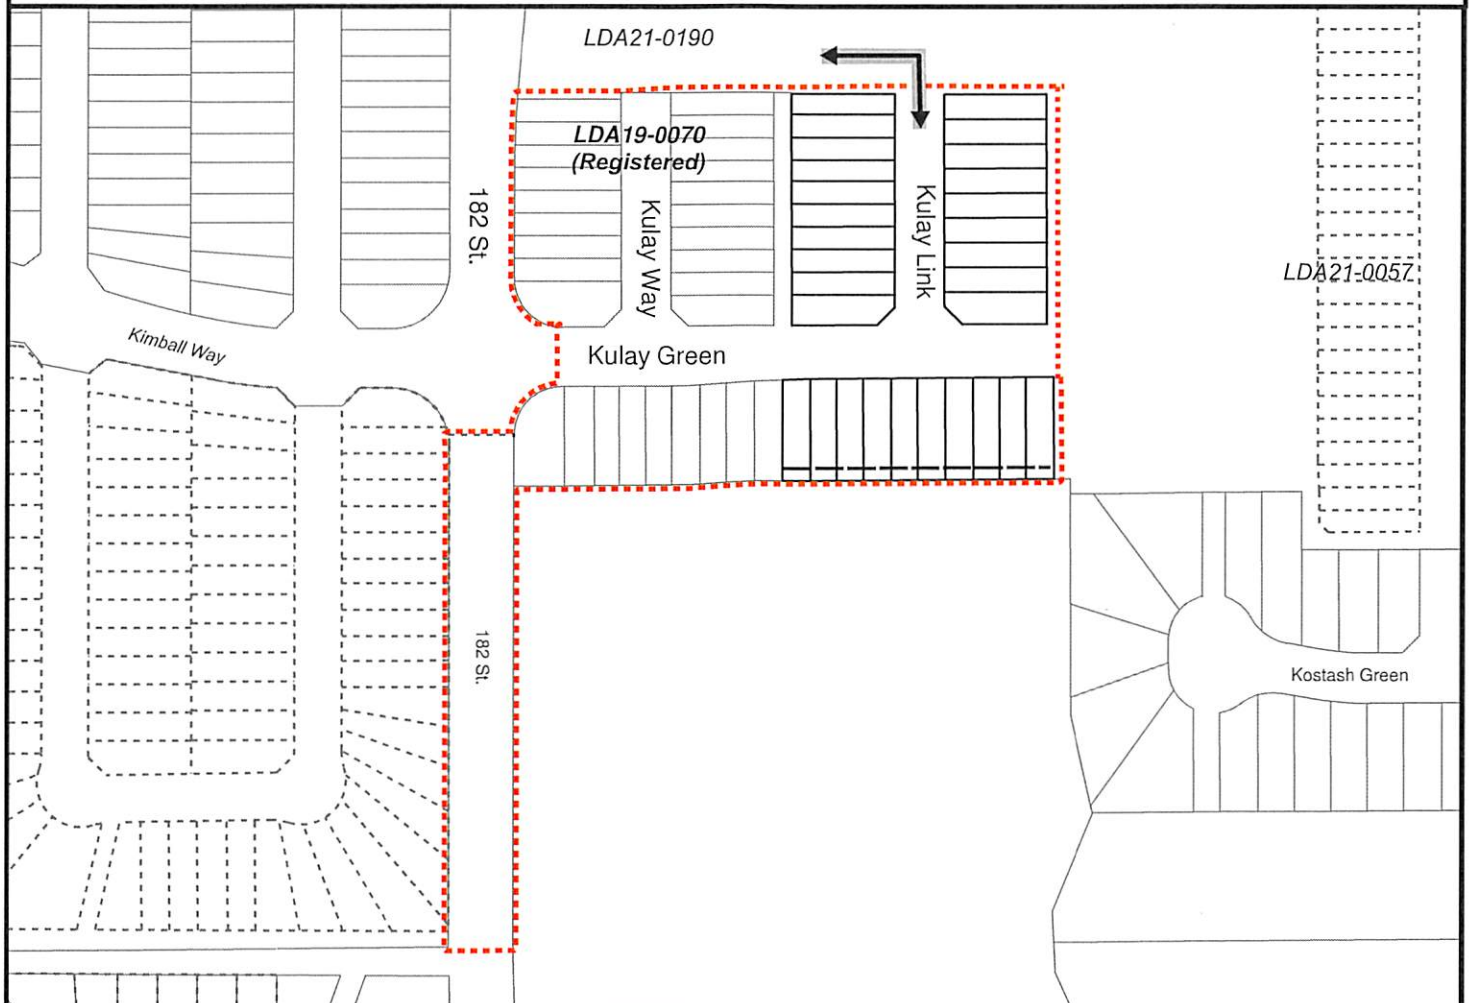 LDA21-0190
LDA19-0070
(Registered)
182 St.
Kulay Way
Kulay Link
LDA21-0057
Kimball Way
Kulay Green
182 St.
Kostash Green